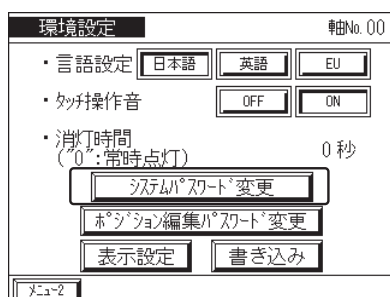 環境設定 軸No. 00
・言語設定 日本語 英語 EU
・ﾀｯﾁ操作音 OFF ON
・消灯時間 0 秒
("0":常時点灯)
ｼｽﾃﾑﾊﾟｽﾜｰﾄﾞ変更
ﾎﾟｼﾞｼｮﾝ編集ﾊﾟｽﾜｰﾄﾞ変更
表示設定 書き込み
ﾒﾆｭｰ2